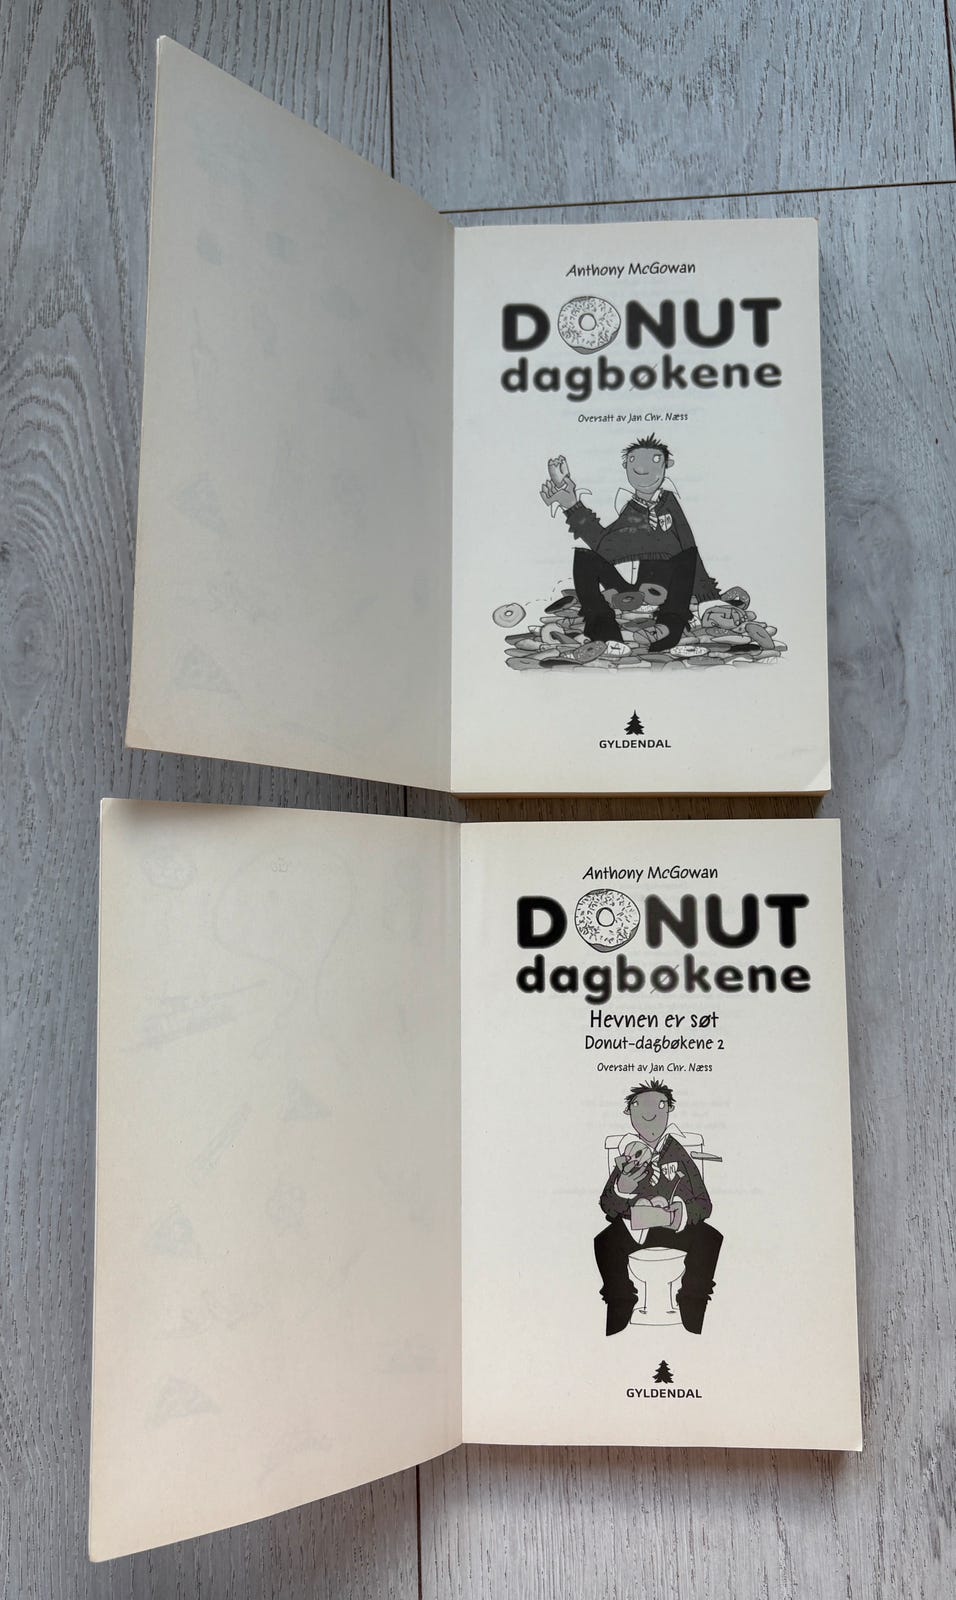 Anthony McGowan
DONUT
dagbøkene
Oversatt av Jan Chr. Næss
GYLDENDAL
Anthony McGowan
DONUT
dagbøkene
Hevnen er søt
Donut-dagbøkene 2
Oversatt av Jan Chr. Næss
GYLDENDAL